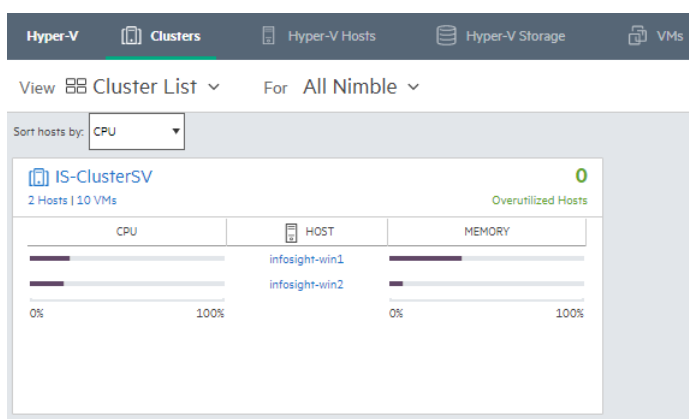 Hyper-V Clusters Hyper-V Hosts Hyper-V Storage VMs
View Cluster List For All Nimble
Sort hosts by: CPU
IS-ClusterSV 0
2 Hosts | 10 VMs Overutilized Hosts
CPU HOST MEMORY
infosight-win1
infosight-win2
0% 100% 0% 100%